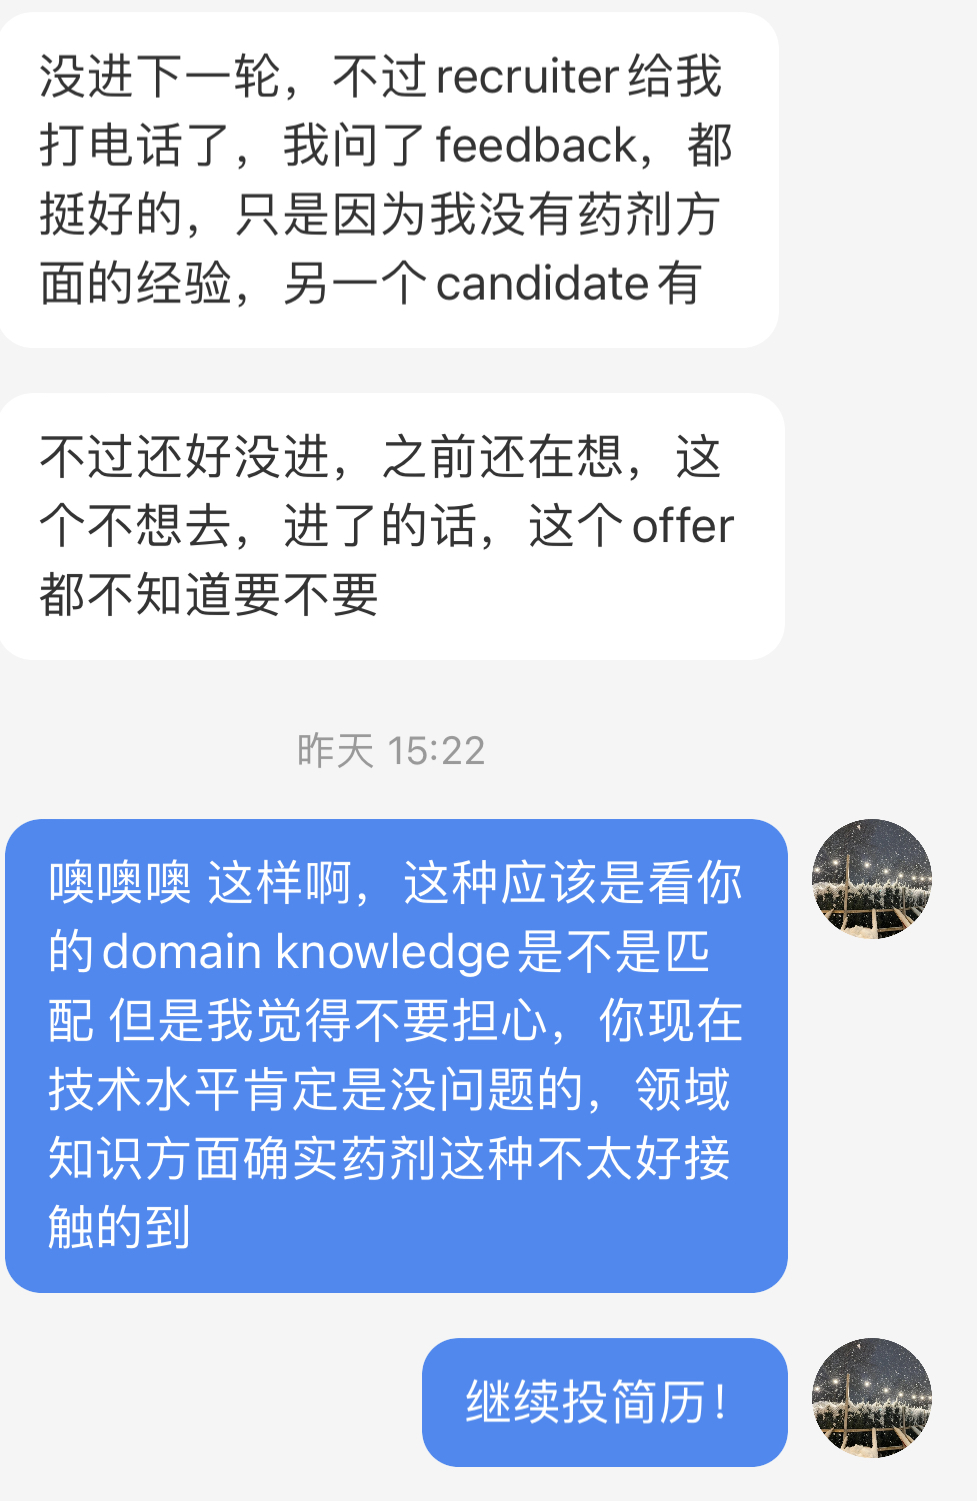 没进下一轮，不过recruiter给我
打电话了，我问了feedback，都
挺好的，只是因为我没有药剂方
面的经验，另一个candidate有
不过还好没进，之前还在想，这
个不想去，进了的话，这个offer
都不知道要不要
昨天 15:22
噢噢噢 这样啊，这种应该是看你
的domain knowledge是不是匹
配 但是我觉得不要担心，你现在
技术水平肯定是没问题的，领域
知识方面确实药剂这种不太好接
触的到
继续投简历！